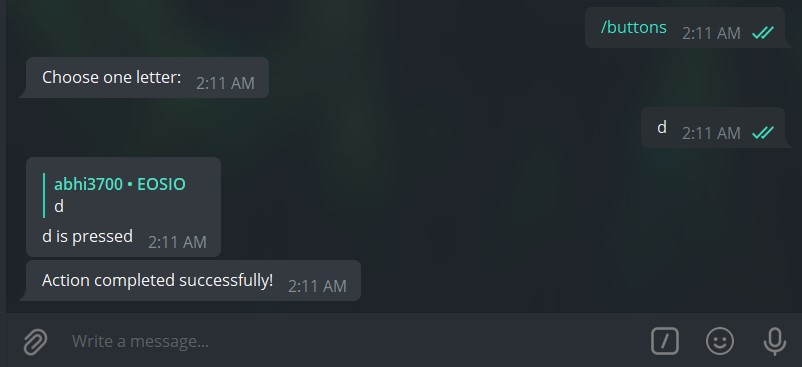 /buttons 2:11 AM
Choose one letter: 2:11 AM
d 2:11 AM
abhi3700 • EOSIO
d
d is pressed 2:11 AM
Action completed successfully! 2:11 AM
Write a message...